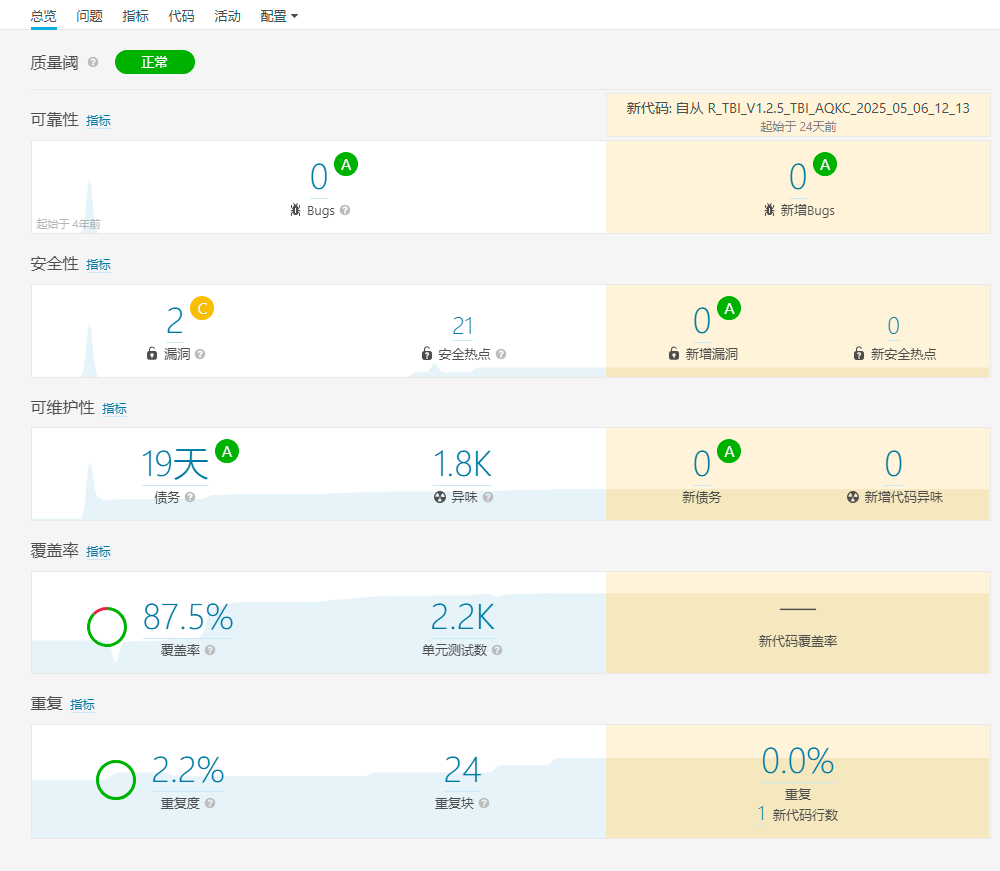 总览 问题 指标 代码 活动 配置
质量阈 ? 正常
新代码: 自从 R_TBI_V1.2.5_TBI_AQKC_2025_05_06_12_13
起始于 24天前
可靠性 指标
0 A
Bugs ?
起始于 4年前
0 A
新增Bugs
安全性 指标
2 C
漏洞 ?
21
安全热点 ?
0 A
新增漏洞
0
新安全热点
可维护性 指标
19天 A
债务 ?
1.8K
异味 ?
0 A
新债务
0
新增代码异味
覆盖率 指标
87.5%
覆盖率 ?
2.2K
单元测试数 ?
新代码覆盖率
重复 指标
2.2%
重复度 ?
24
重复块 ?
0.0%
重复
1 新代码行数